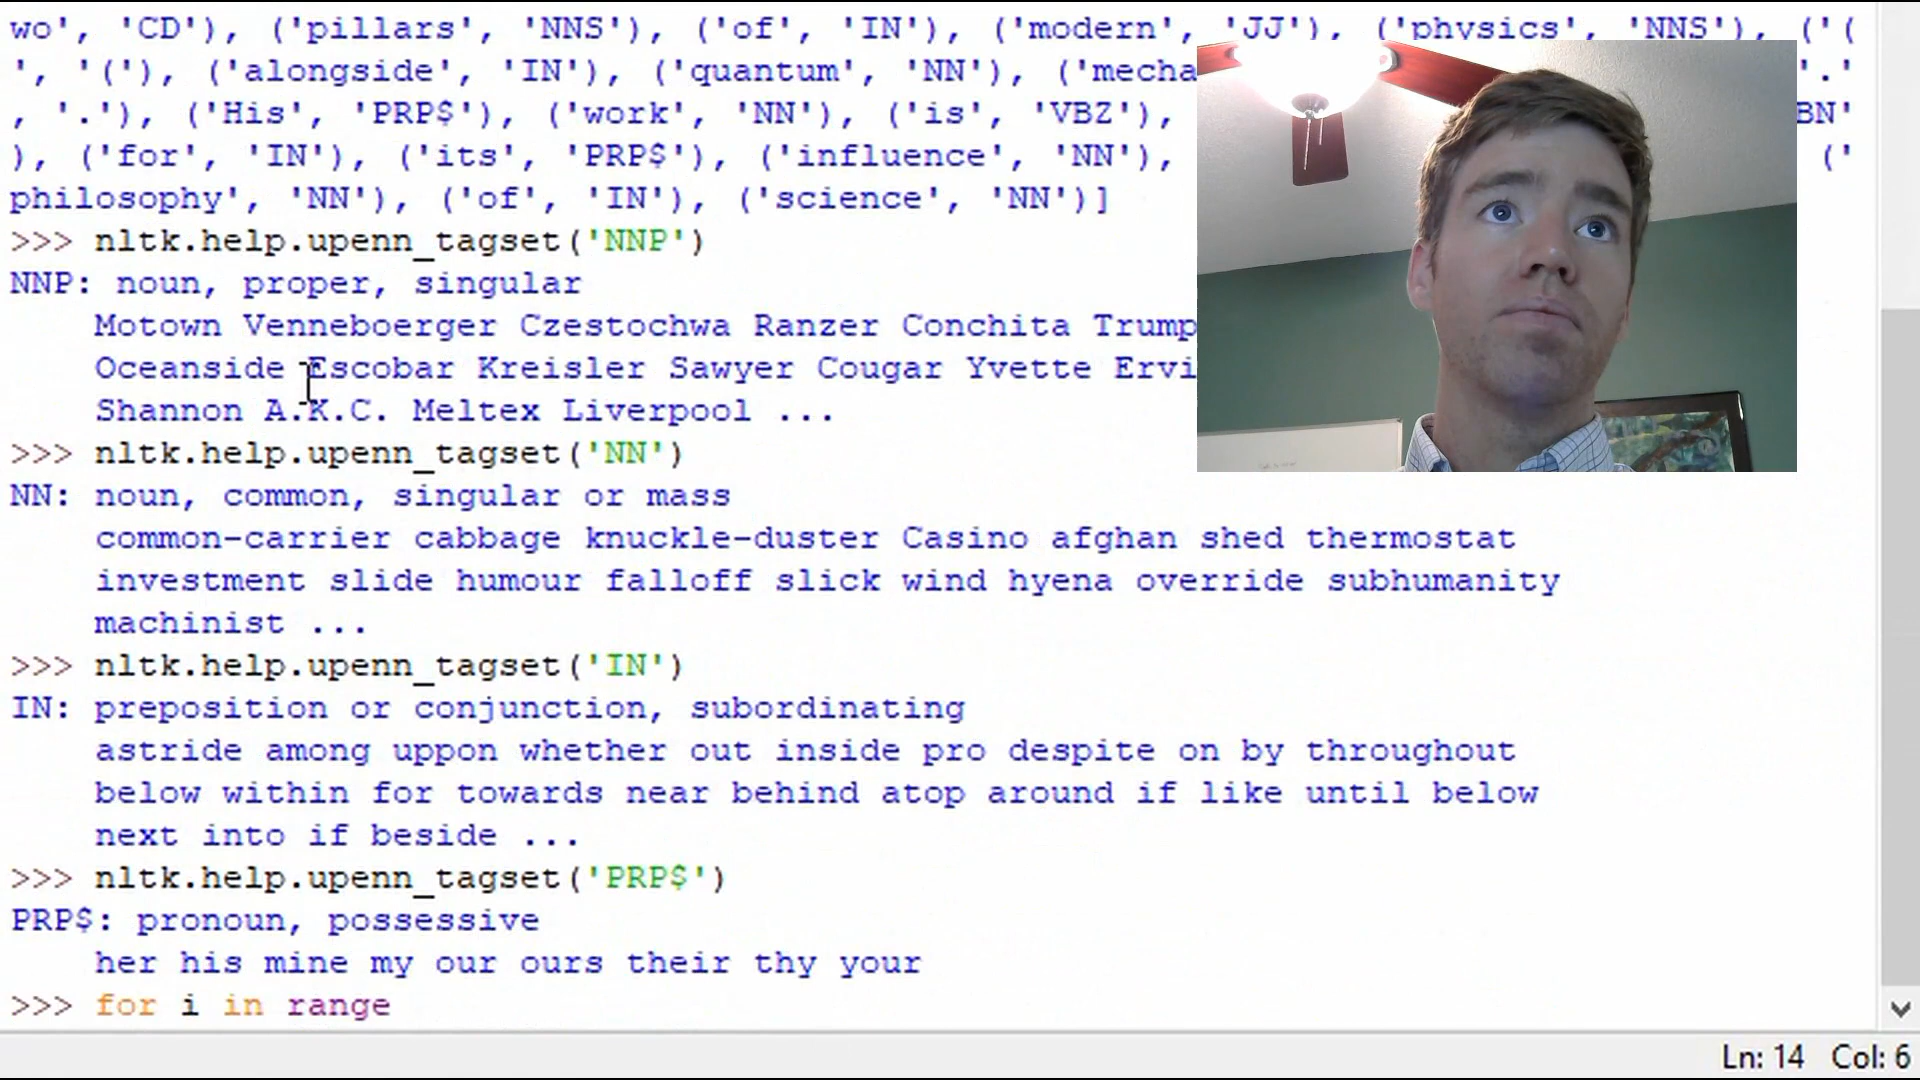 wo', 'CD'), ('pillars', 'NNS'), ('of', 'IN'), ('modern', 'JJ'), ('physics', 'NNS'), ('(
', '('), ('alongside', 'IN'), ('quantum', 'NN'), ('mecha '.'
, '.'), ('His', 'PRP$'), ('work', 'NN'), ('is', 'VBZ'), BN'
), ('for', 'IN'), ('its', 'PRP$'), ('influence', 'NN'), ('
philosophy', 'NN'), ('of', 'IN'), ('science', 'NN')]
>>> nltk.help.upenn_tagset('NNP')
NNP: noun, proper, singular
Motown Venneboerger Czestochwa Ranzer Conchita Trump
Oceanside Escobar Kreisler Sawyer Cougar Yvette Ervi
Shannon A.K.C. Meltex Liverpool ...
>>> nltk.help.upenn_tagset('NN')
NN: noun, common, singular or mass
common-carrier cabbage knuckle-duster Casino afghan shed thermostat
investment slide humour falloff slick wind hyena override subhumanity
machinist ...
>>> nltk.help.upenn_tagset('IN')
IN: preposition or conjunction, subordinating
astride among uppon whether out inside pro despite on by throughout
below within for towards near behind atop around if like until below
next into if beside ...
>>> nltk.help.upenn_tagset('PRP$')
PRP$: pronoun, possessive
her his mine my our ours their thy your
>>> for i in range
Ln: 14 Col: 6